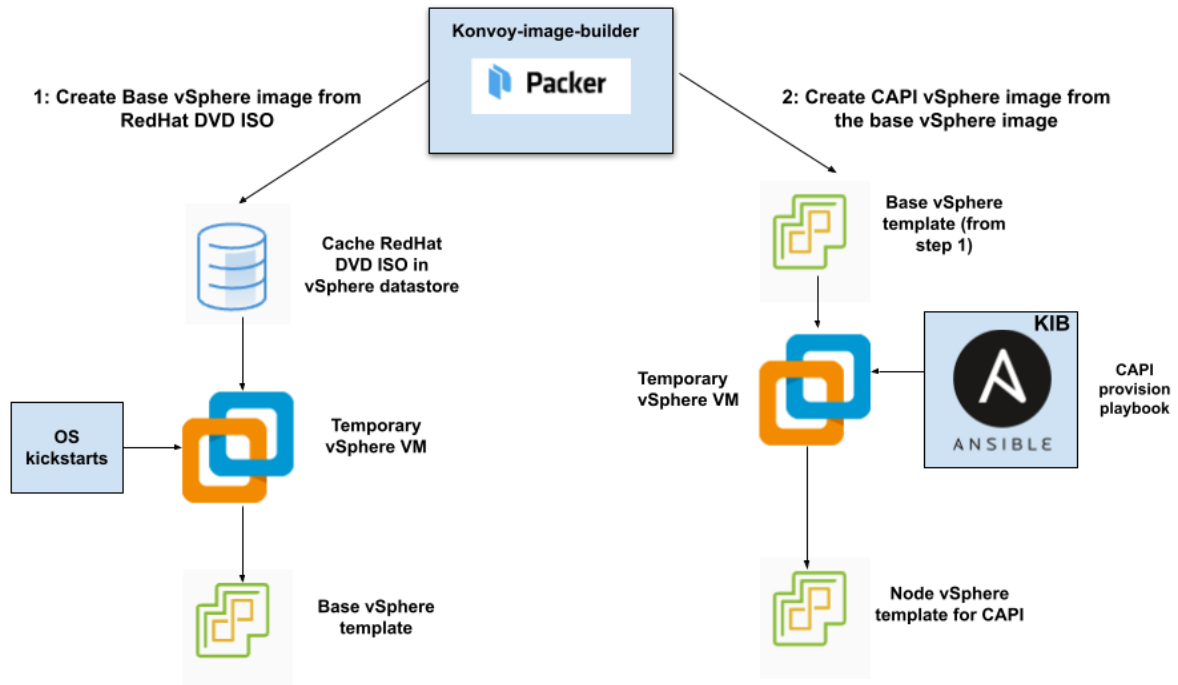 Konvoy-image-builder
Packer
1: Create Base vSphere image from
RedHat DVD ISO
2: Create CAPI vSphere image from
the base vSphere image
Cache RedHat
DVD ISO in
vSphere datastore
OS
kickstarts
Temporary
vSphere VM
Base vSphere
template
Base vSphere
template (from
step 1)
Temporary
vSphere VM
KIB
ANSIBLE
CAPI
provision
playbook
Node vSphere
template for CAPI